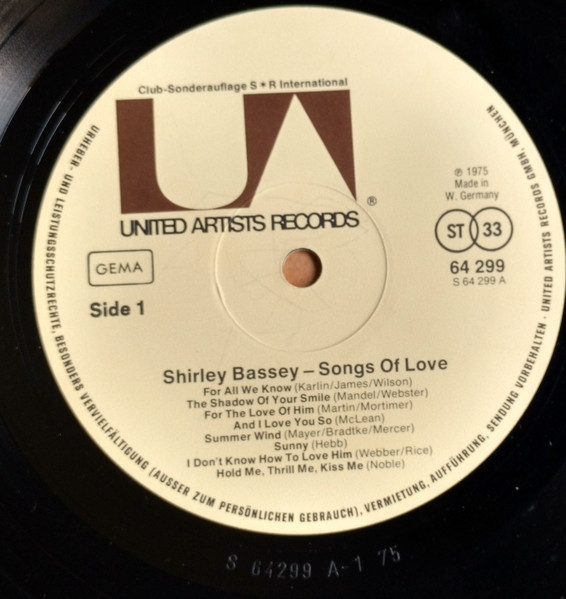 Club-Sonderauflage S * R International
UA
®
UNITED ARTISTS RECORDS
℗ 1975
Made in
W. Germany
GEMA
ST 33
Side 1
64 299
S 64 299 A
Shirley Bassey – Songs Of Love
For All We Know (Karlin/James/Wilson)
The Shadow Of Your Smile (Mandel/Webster)
For The Love Of Him (Martin/Mortimer)
And I Love You So (McLean)
Summer Wind (Mayer/Bradtke/Mercer)
Sunny (Hebb)
I Don't Know How To Love Him (Webber/Rice)
Hold Me, Thrill Me, Kiss Me (Noble)
URHEBER- UND LEISTUNGSSCHUTZRECHTE, BESONDERS VERVIELFÄLTIGUNG (AUSSER ZUM PERSÖNLICHEN GEBRAUCH), VERMIETUNG, AUFFÜHRUNG, SENDUNG VORBEHALTEN · UNITED ARTISTS RECORDS GMBH, MÜNCHEN
S 64299 A-1 75